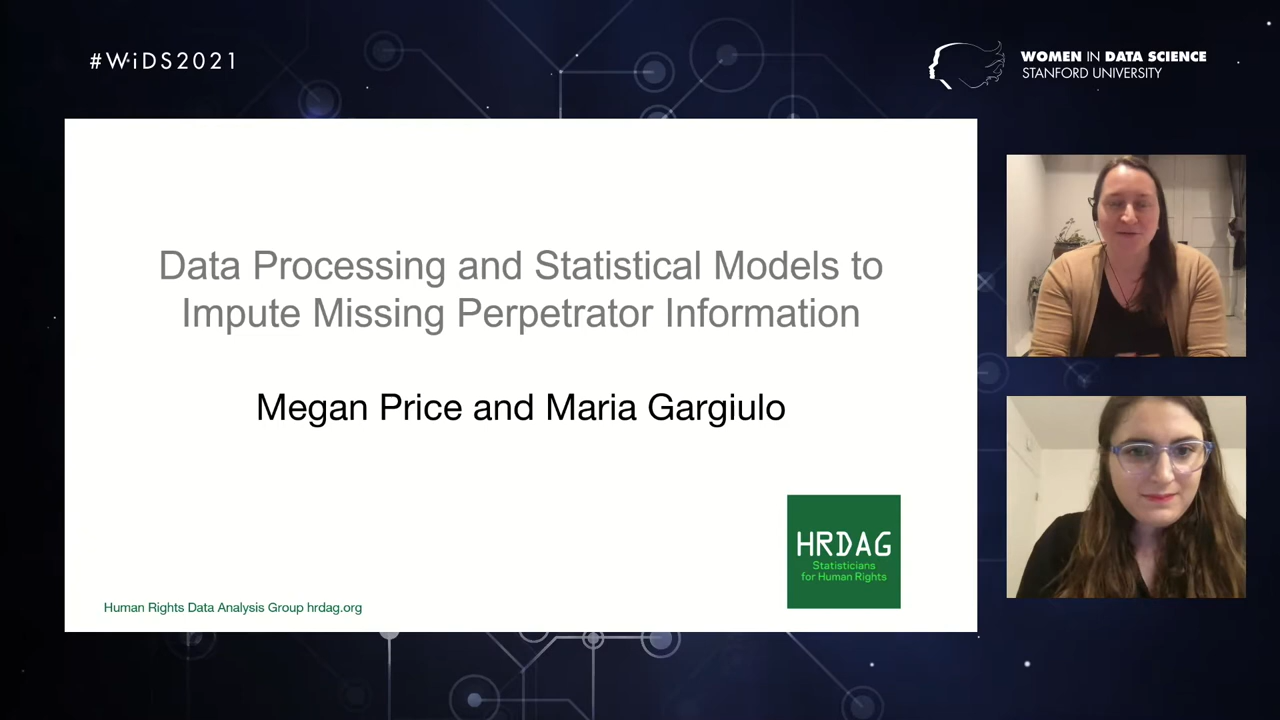 #WiDS2021
WOMEN IN DATA SCIENCE
STANFORD UNIVERSITY
Data Processing and Statistical Models to
Impute Missing Perpetrator Information
Megan Price and Maria Gargiulo
HRDAG
Statisticians
for Human Rights
Human Rights Data Analysis Group hrdag.org